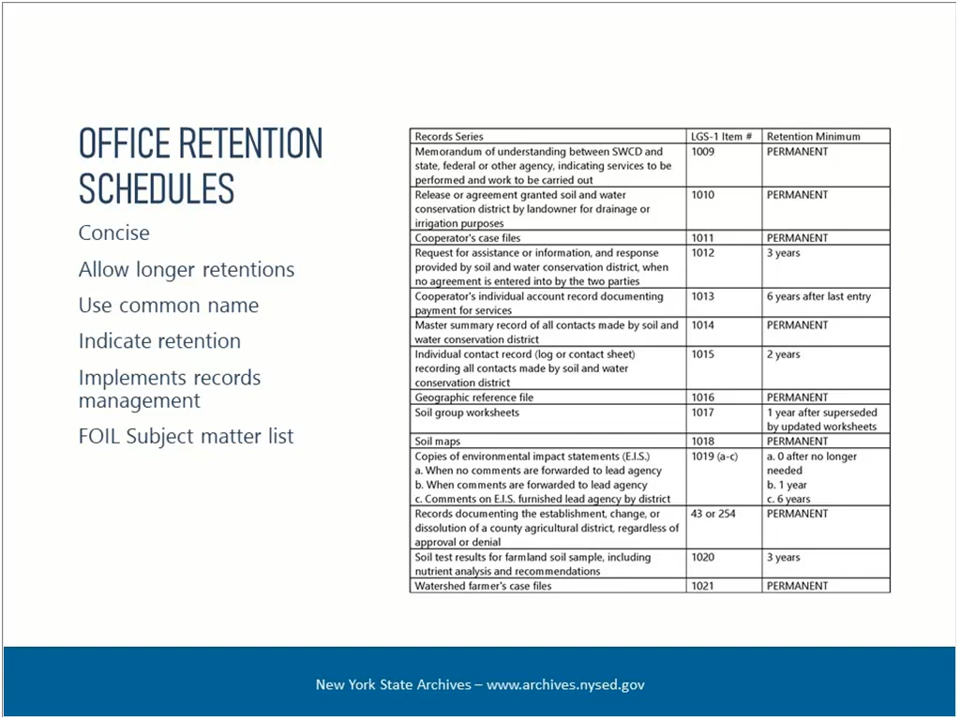 OFFICE RETENTION
SCHEDULES
Concise
Allow longer retentions
Use common name
Indicate retention
Implements records
management
FOIL Subject matter list
Records Series LGS-1 Item # Retention Minimum
Memorandum of understanding between SWCD and 1009 PERMANENT
state, federal or other agency, indicating services to be
performed and work to be carried out
Release or agreement granted soil and water 1010 PERMANENT
conservation district by landowner for drainage or
irrigation purposes
Cooperator's case files 1011 PERMANENT
Request for assistance or information, and response 1012 3 years
provided by soil and water conservation district, when
no agreement is entered into by the two parties
Cooperator's individual account record documenting 1013 6 years after last entry
payment for services
Master summary record of all contacts made by soil and 1014 PERMANENT
water conservation district
Individual contact record (log or contact sheet) 1015 2 years
recording all contacts made by soil and water
conservation district
Geographic reference file 1016 PERMANENT
Soil group worksheets 1017 1 year after superseded
by updated worksheets
Soil maps 1018 PERMANENT
Copies of environmental impact statements (E.I.S.) 1019 (a-c) a. 0 after no longer
a. When no comments are forwarded to lead agency needed
b. When comments are forwarded to lead agency b. 1 year
c. Comments on E.I.S. furnished lead agency by district c. 6 years
Records documenting the establishment, change, or 43 or 254 PERMANENT
dissolution of a county agricultural district, regardless of
approval or denial
Soil test results for farmland soil sample, including 1020 3 years
nutrient analysis and recommendations
Watershed farmer's case files 1021 PERMANENT
New York State Archives – www.archives.nysed.gov